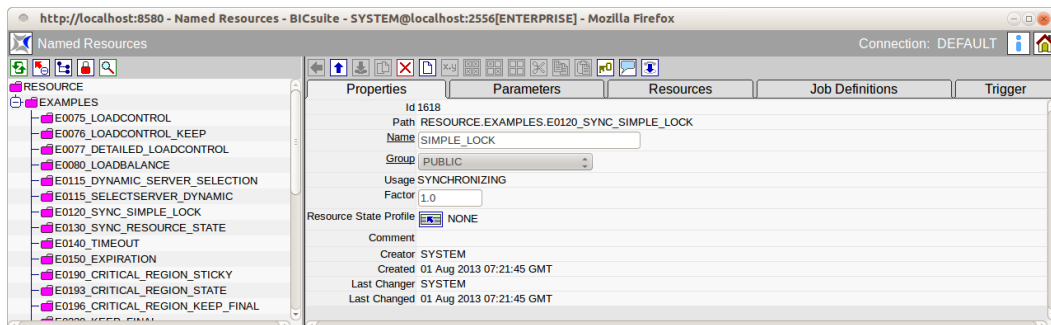 http://localhost:8580 - Named Resources - BICsuite - SYSTEM@localhost:2556[ENTERPRISE] - Mozilla Firefox
Named Resources
Connection: DEFAULT
RESOURCE
EXAMPLES
E0075_LOADCONTROL
E0076_LOADCONTROL_KEEP
E0077_DETAILED_LOADCONTROL
E0080_LOADBALANCE
E0115_DYNAMIC_SERVER_SELECTION
E0115_SELECTSERVER_DYNAMIC
E0120_SYNC_SIMPLE_LOCK
E0130_SYNC_RESOURCE_STATE
E0140_TIMEOUT
E0150_EXPIRATION
E0190_CRITICAL_REGION_STICKY
E0193_CRITICAL_REGION_STATE
E0196_CRITICAL_REGION_KEEP_FINAL
Properties Parameters Resources Job Definitions Trigger
Id 1618
Path RESOURCE.EXAMPLES.E0120_SYNC_SIMPLE_LOCK
Name SIMPLE_LOCK
Group PUBLIC
Usage SYNCHRONIZING
Factor 1.0
Resource State Profile NONE
Comment
Creator SYSTEM
Created 01 Aug 2013 07:21:45 GMT
Last Changer SYSTEM
Last Changed 01 Aug 2013 07:21:45 GMT